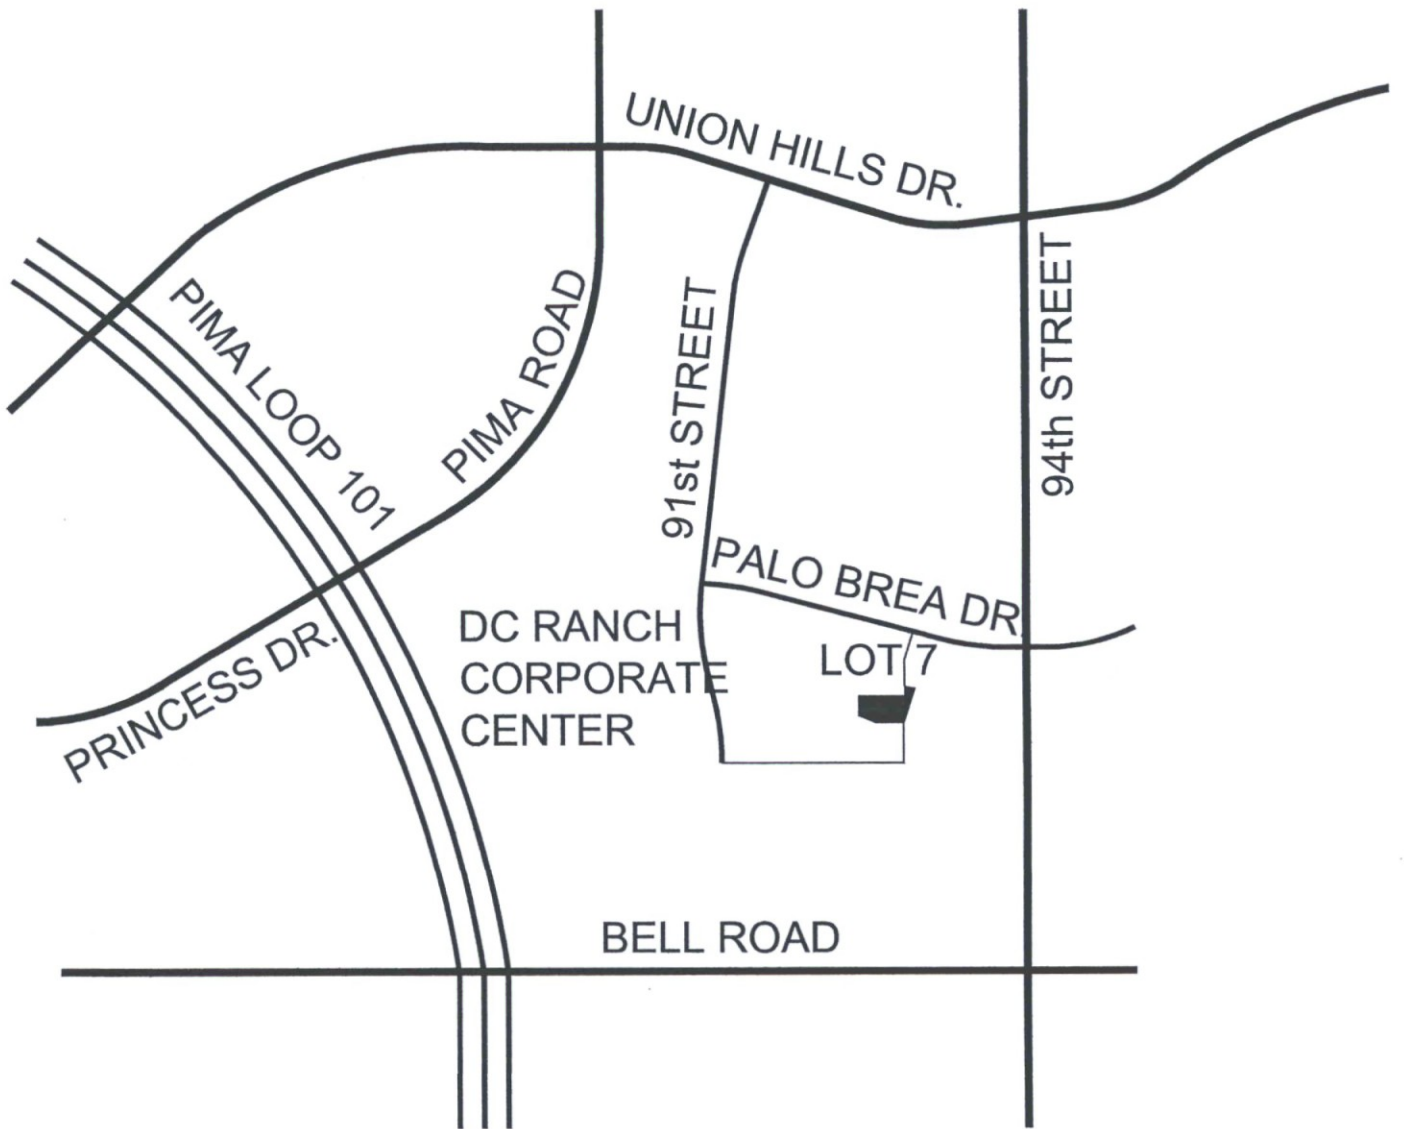 UNION HILLS DR.
PIMA LOOP 101
PIMA ROAD
91st STREET
94th STREET
PALO BREA DR.
DC RANCH
CORPORATE
CENTER
LOT 7
PRINCESS DR.
BELL ROAD